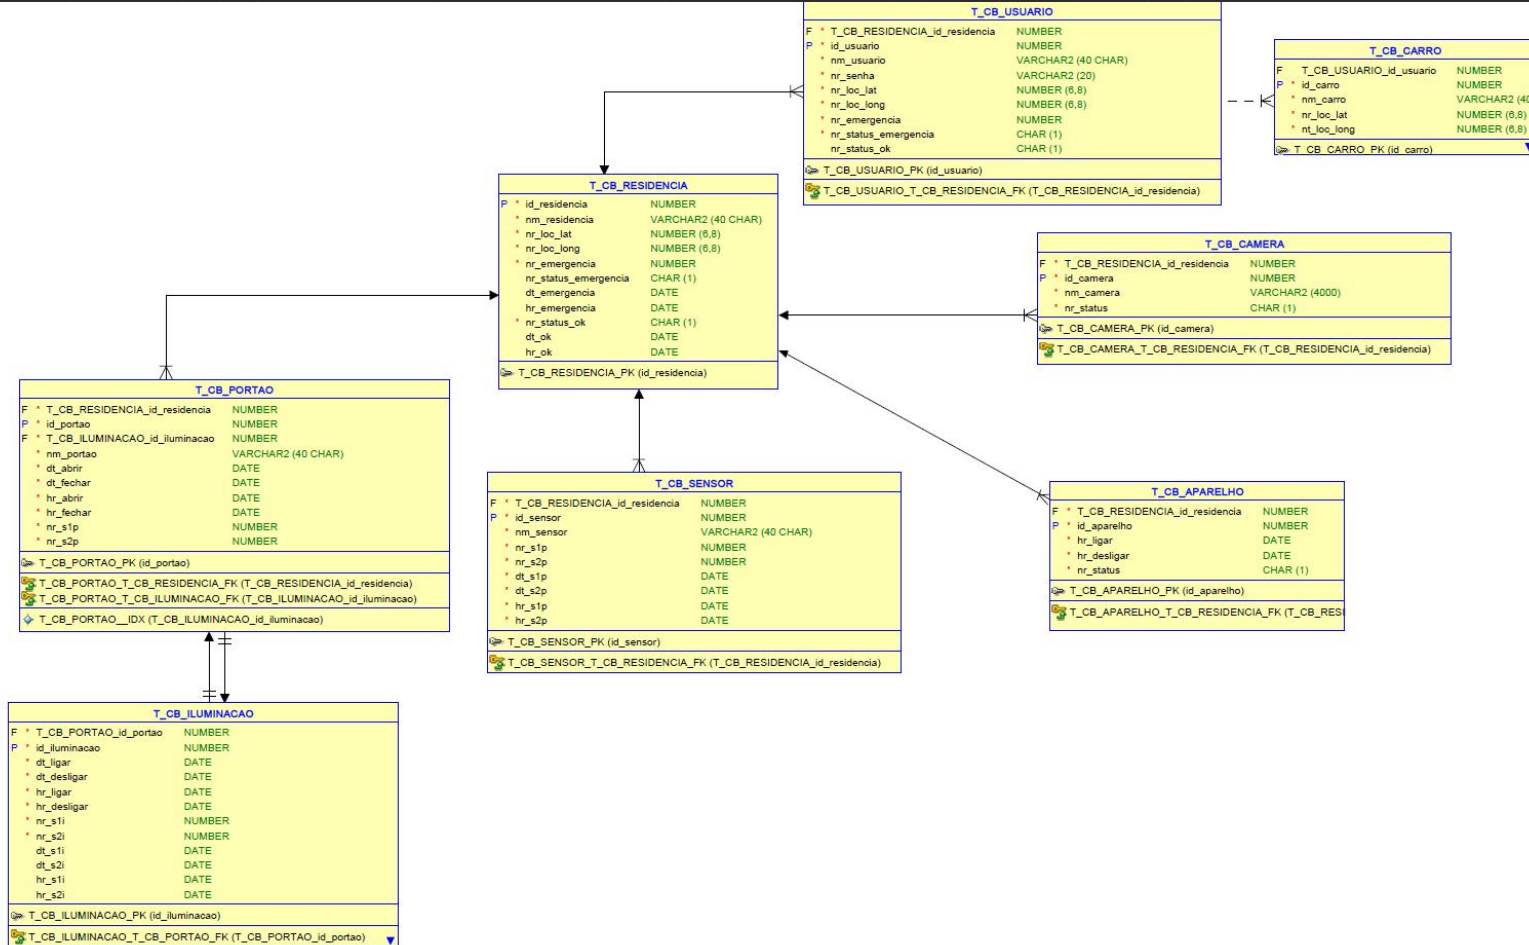 T_CB_USUARIO
F * T_CB_RESIDENCIA_id_residencia NUMBER
P * id_usuario NUMBER
* nm_usuario VARCHAR2 (40 CHAR)
* nr_senha VARCHAR2 (20)
* nr_loc_lat NUMBER (6,8)
* nr_loc_long NUMBER (6,8)
* nr_emergencia NUMBER
* nr_status_emergencia CHAR (1)
nr_status_ok CHAR (1)
T_CB_USUARIO_PK (id_usuario)
T_CB_USUARIO_T_CB_RESIDENCIA_FK (T_CB_RESIDENCIA_id_residencia)
T_CB_CARRO
F T_CB_USUARIO_id_usuario NUMBER
P * id_carro NUMBER
* nm_carro VARCHAR2 (40
* nr_loc_lat NUMBER (6,8)
* nt_loc_long NUMBER (6,8)
T_CB_CARRO_PK (id_carro)
T_CB_RESIDENCIA
P * id_residencia NUMBER
* nm_residencia VARCHAR2 (40 CHAR)
* nr_loc_lat NUMBER (6,8)
* nr_loc_long NUMBER (6,8)
* nr_emergencia NUMBER
nr_status_emergencia CHAR (1)
dt_emergencia DATE
hr_emergencia DATE
* nr_status_ok CHAR (1)
dt_ok DATE
hr_ok DATE
T_CB_RESIDENCIA_PK (id_residencia)
T_CB_CAMERA
F * T_CB_RESIDENCIA_id_residencia NUMBER
P * id_camera NUMBER
* nm_camera VARCHAR2 (4000)
* nr_status CHAR (1)
T_CB_CAMERA_PK (id_camera)
T_CB_CAMERA_T_CB_RESIDENCIA_FK (T_CB_RESIDENCIA_id_residencia)
T_CB_PORTAO
F * T_CB_RESIDENCIA_id_residencia NUMBER
P * id_portao NUMBER
F * T_CB_ILUMINACAO_id_iluminacao NUMBER
* nm_portao VARCHAR2 (40 CHAR)
* dt_abrir DATE
* dt_fechar DATE
* hr_abrir DATE
* hr_fechar DATE
* nr_s1p NUMBER
* nr_s2p NUMBER
T_CB_PORTAO_PK (id_portao)
T_CB_PORTAO_T_CB_RESIDENCIA_FK (T_CB_RESIDENCIA_id_residencia)
T_CB_PORTAO_T_CB_ILUMINACAO_FK (T_CB_ILUMINACAO_id_iluminacao)
T_CB_PORTAO__IDX (T_CB_ILUMINACAO_id_iluminacao)
T_CB_SENSOR
F * T_CB_RESIDENCIA_id_residencia NUMBER
P * id_sensor NUMBER
* nm_sensor VARCHAR2 (40 CHAR)
* nr_s1p NUMBER
* nr_s2p NUMBER
* dt_s1p DATE
* dt_s2p DATE
* hr_s1p DATE
* hr_s2p DATE
T_CB_SENSOR_PK (id_sensor)
T_CB_SENSOR_T_CB_RESIDENCIA_FK (T_CB_RESIDENCIA_id_residencia)
T_CB_APARELHO
F * T_CB_RESIDENCIA_id_residencia NUMBER
P * id_aparelho NUMBER
* hr_ligar DATE
* hr_desligar DATE
* nr_status CHAR (1)
T_CB_APARELHO_PK (id_aparelho)
T_CB_APARELHO_T_CB_RESIDENCIA_FK (T_CB_RESI
T_CB_ILUMINACAO
F * T_CB_PORTAO_id_portao NUMBER
P * id_iluminacao NUMBER
* dt_ligar DATE
* dt_desligar DATE
* hr_ligar DATE
* hr_desligar DATE
* nr_s1i NUMBER
* nr_s2i NUMBER
dt_s1i DATE
dt_s2i DATE
hr_s1i DATE
hr_s2i DATE
T_CB_ILUMINACAO_PK (id_iluminacao)
T_CB_ILUMINACAO_T_CB_PORTAO_FK (T_CB_PORTAO_id_portao)